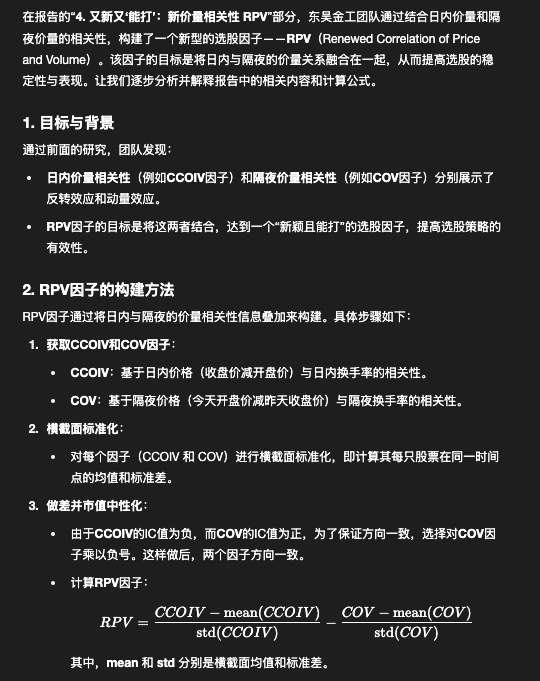 在报告的“4. 又新又‘能打’：新价量相关性 RPV”部分，东吴金工团队通过结合日内价量和隔
夜价量的相关性，构建了一个新型的选股因子——RPV（Renewed Correlation of Price
and Volume）。该因子的目标是将日内与隔夜的价量关系融合在一起，从而提高选股的稳
定性与表现。让我们逐步分析并解释报告中的相关内容和计算公式。
1. 目标与背景
通过前面的研究，团队发现：
• 日内价量相关性（例如CCOIV因子）和隔夜价量相关性（例如COV因子）分别展示了
反转效应和动量效应。
• RPV因子的目标是将这两者结合，达到一个“新颖且能打”的选股因子，提高选股策略的
有效性。
2. RPV因子的构建方法
RPV因子通过将日内与隔夜的价量相关性信息叠加来构建。具体步骤如下：
1. 获取CCOIV和COV因子：
• CCOIV：基于日内价格（收盘价减开盘价）与日内换手率的相关性。
• COV：基于隔夜价格（今天开盘价减昨天收盘价）与隔夜换手率的相关性。
2. 横截面标准化：
• 对每个因子（CCOIV 和 COV）进行横截面标准化，即计算其每只股票在同一时间
点的均值和标准差。
3. 做差并市值中性化：
• 由于CCOIV的IC值为负，而COV的IC值为正，为了保证方向一致，选择对COV因
子乘以负号。这样做后，两个因子方向一致。
• 计算RPV因子：
RPV = (CCOIV − mean(CCOIV)) / std(CCOIV) − (COV − mean(COV)) / std(COV)
其中，mean 和 std 分别是横截面均值和标准差。